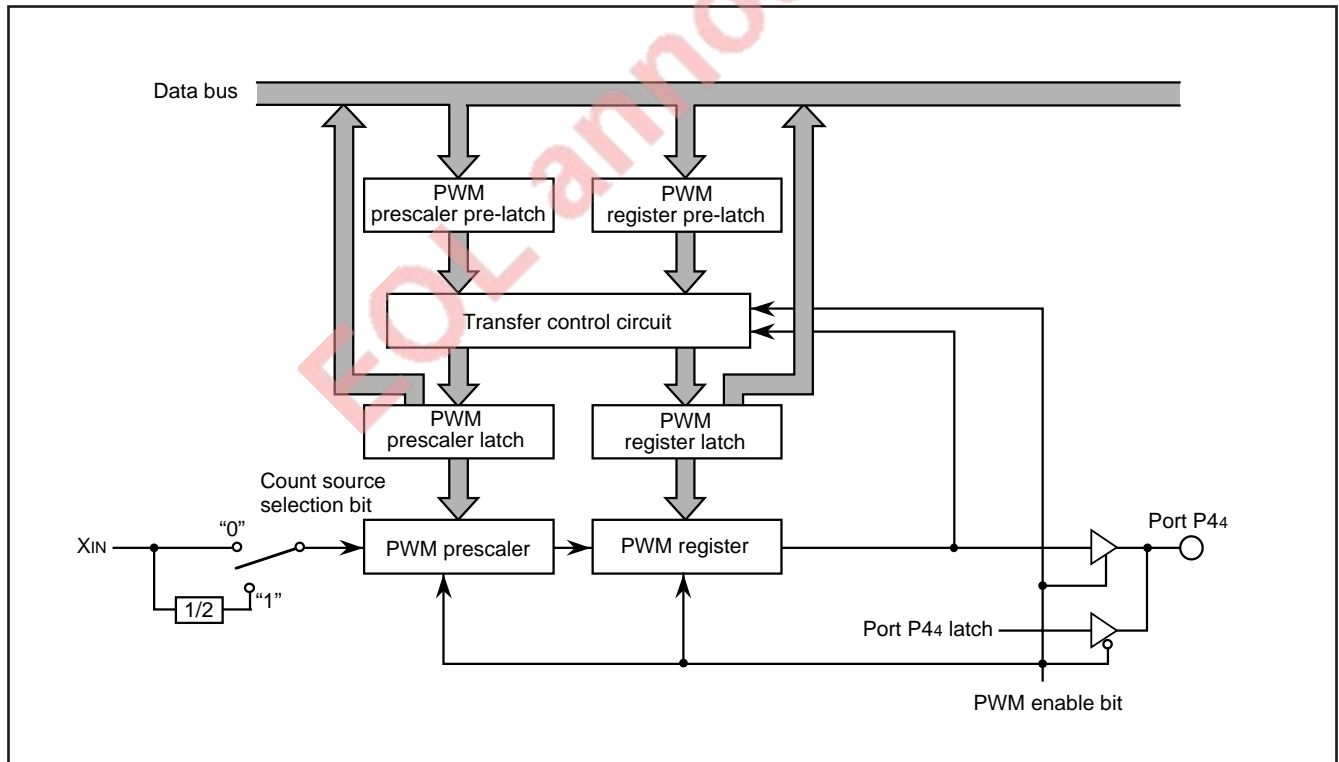 Data bus
PWM
prescaler pre-latch
PWM
register pre-latch
Transfer control circuit
PWM
prescaler latch
PWM
register latch
Count source
selection bit
XIN
“0”
“1”
1/2
PWM prescaler
PWM register
Port P44
Port P44 latch
PWM enable bit
EOL anno